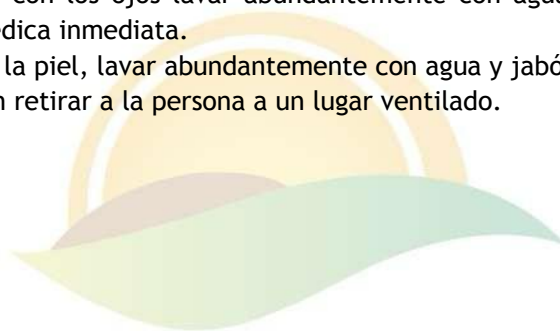 con los ojos lavar abundantemente con agua
dica inmediata.
la piel, lavar abundantemente con agua y jabó
retirar a la persona a un lugar ventilado.